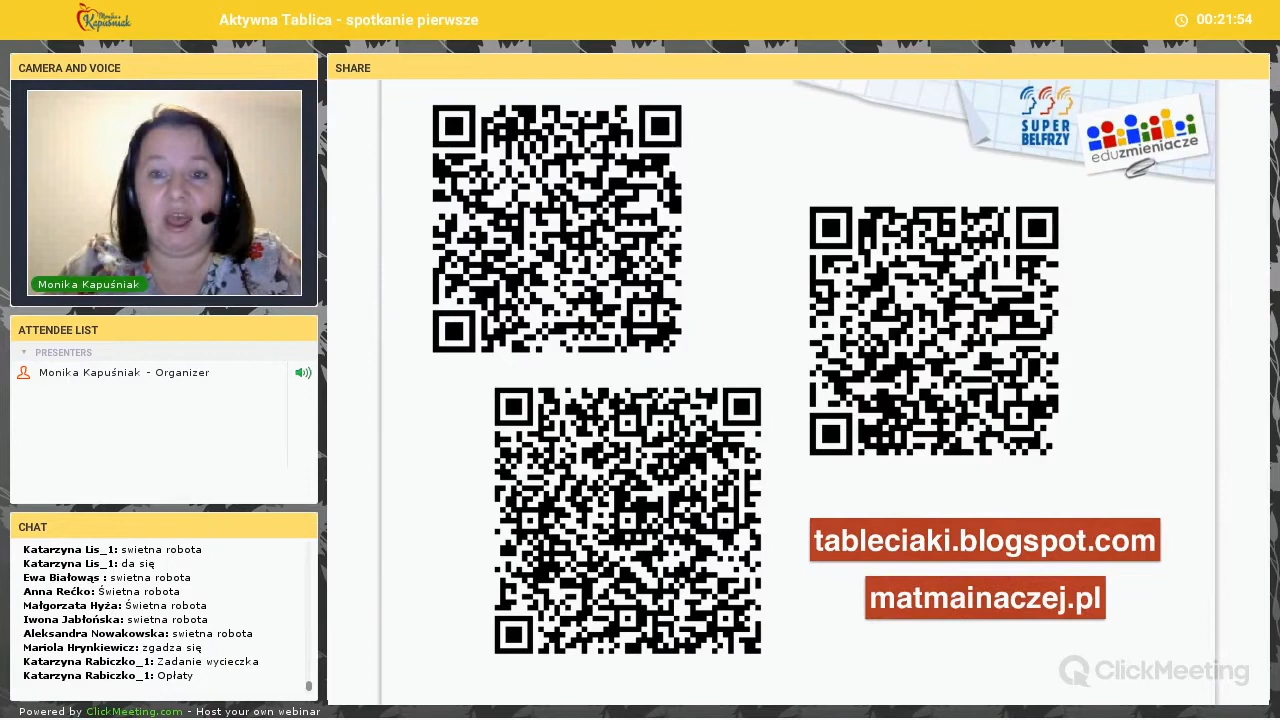 Monika Kapuśniak
Aktywna Tablica - spotkanie pierwsze
00:21:54
CAMERA AND VOICE
Monika Kapuśniak
ATTENDEE LIST
PRESENTERS
Monika Kapuśniak - Organizer
CHAT
Katarzyna Lis_1: swietna robota
Katarzyna Lis_1: da się
Ewa Białowąs : swietna robota
Anna Rećko: Świetna robota
Małgorzata Hyża: Świetna robota
Iwona Jabłońska: swietna robota
Aleksandra Nowakowska: swietna robota
Mariola Hrynkiewicz: zgadza się
Katarzyna Rabiczko_1: Zadanie wycieczka
Katarzyna Rabiczko_1: Opłaty
Powered by ClickMeeting.com - Host your own webinar
SHARE
SUPER
BELFRZY
eduzmieniacze
tableciaki.blogspot.com
matmainaczej.pl
ClickMeeting